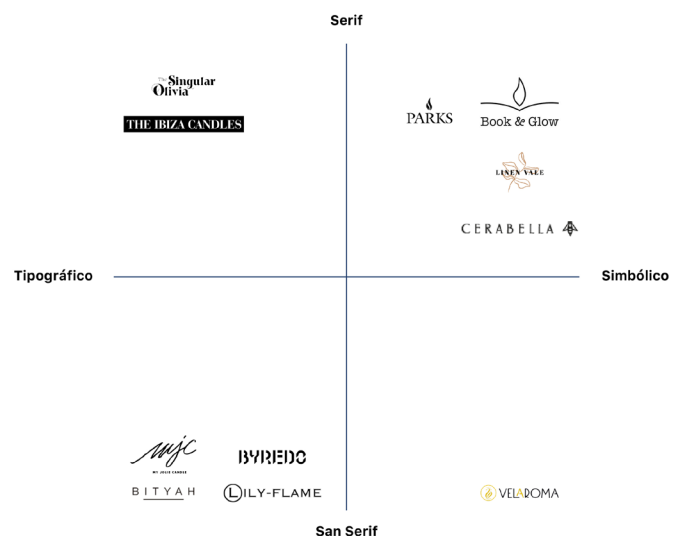 Serif
The Singular
Olivia
THE IBIZA CANDLES
PARKS
Book & Glow
LINEN VALE
CERABELLA
Tipográfico
Simbólico
mjc
MY JOLIE CANDLE
BYREDO
BITYAH
LILY-FLAME
VELAROMA
San Serif